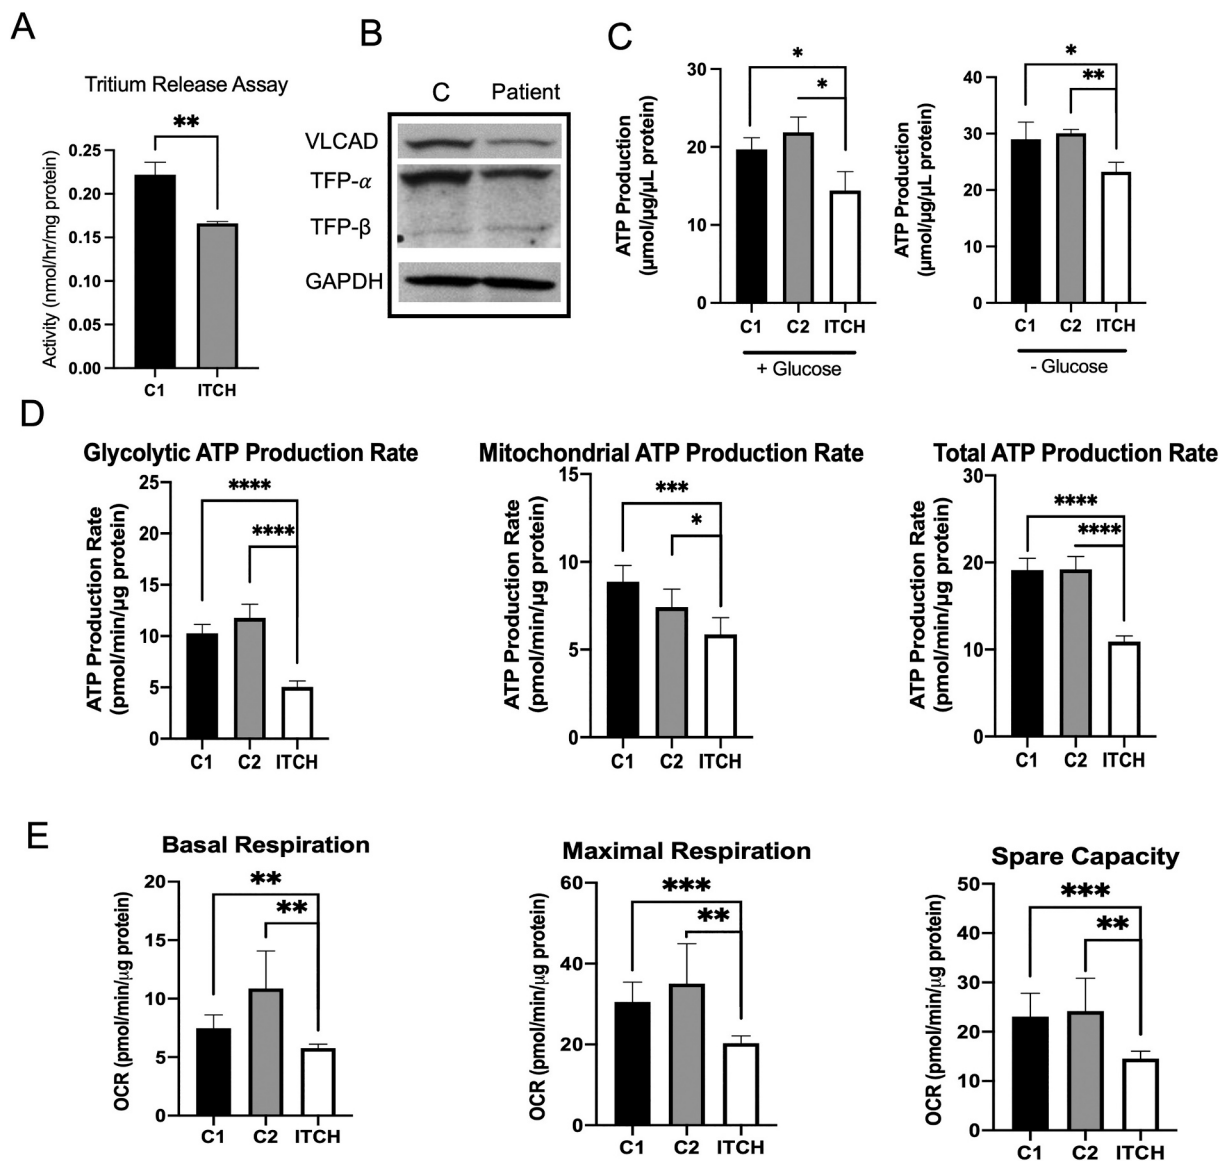 A
Tritium Release Assay
**
Activity (nmol/hr/mg protein)
0.25
0.20
0.15
0.10
0.05
0.00
C1 ITCH
B
C Patient
VLCAD
TFP-α
TFP-β
GAPDH
C
*
*
ATP Production
(µmol/µg/µL protein)
30
20
10
0
C1 C2 ITCH
+ Glucose
*
**
ATP Production
(µmol/µg/µL protein)
40
30
20
10
0
C1 C2 ITCH
- Glucose
D
Glycolytic ATP Production Rate
****
****
ATP Production Rate
(pmol/min/µg protein)
25
20
15
10
5
0
C1 C2 ITCH
Mitochondrial ATP Production Rate
***
*
ATP Production Rate
(pmol/min/µg protein)
15
10
5
0
C1 C2 ITCH
Total ATP Production Rate
****
****
ATP Production Rate
(pmol/min/µg protein)
30
20
10
0
C1 C2 ITCH
E
Basal Respiration
**
**
OCR (pmol/min/µg protein)
20
15
10
5
0
C1 C2 ITCH
Maximal Respiration
***
**
OCR (pmol/min/µg protein)
60
40
20
0
C1 C2 ITCH
Spare Capacity
***
**
OCR (pmol/min/µg protein)
50
40
30
20
10
0
C1 C2 ITCH